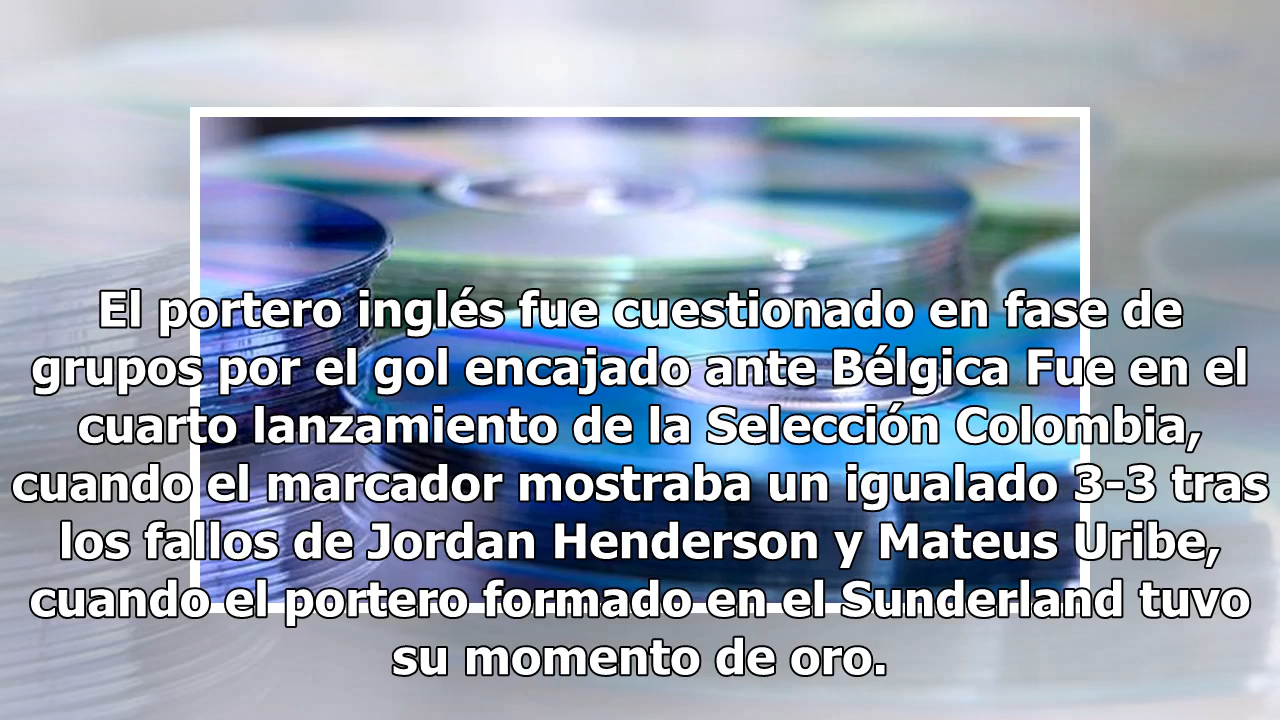 El portero inglés fue cuestionado en fase de
grupos por el gol encajado ante Bélgica Fue en el
cuarto lanzamiento de la Selección Colombia,
cuando el marcador mostraba un igualado 3-3 tras
los fallos de Jordan Henderson y Mateus Uribe,
cuando el portero formado en el Sunderland tuvo
su momento de oro.